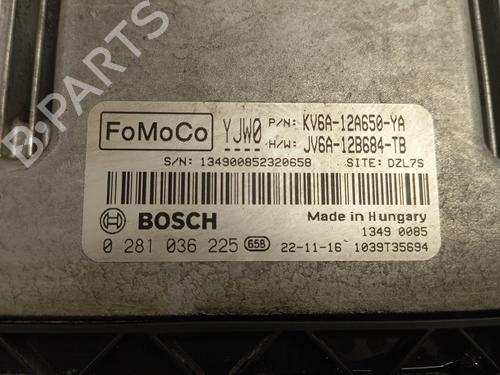 B-PARTS
FoMoCo YJW0 P/N: KV6A-12A650-YA
H/W: JV6A-12B684-TB
S/N: 134900852320658 SITE: DZL7S
BOSCH Made in Hungary
1349 0085
0 281 036 225 658 22-11-16 1039T35694